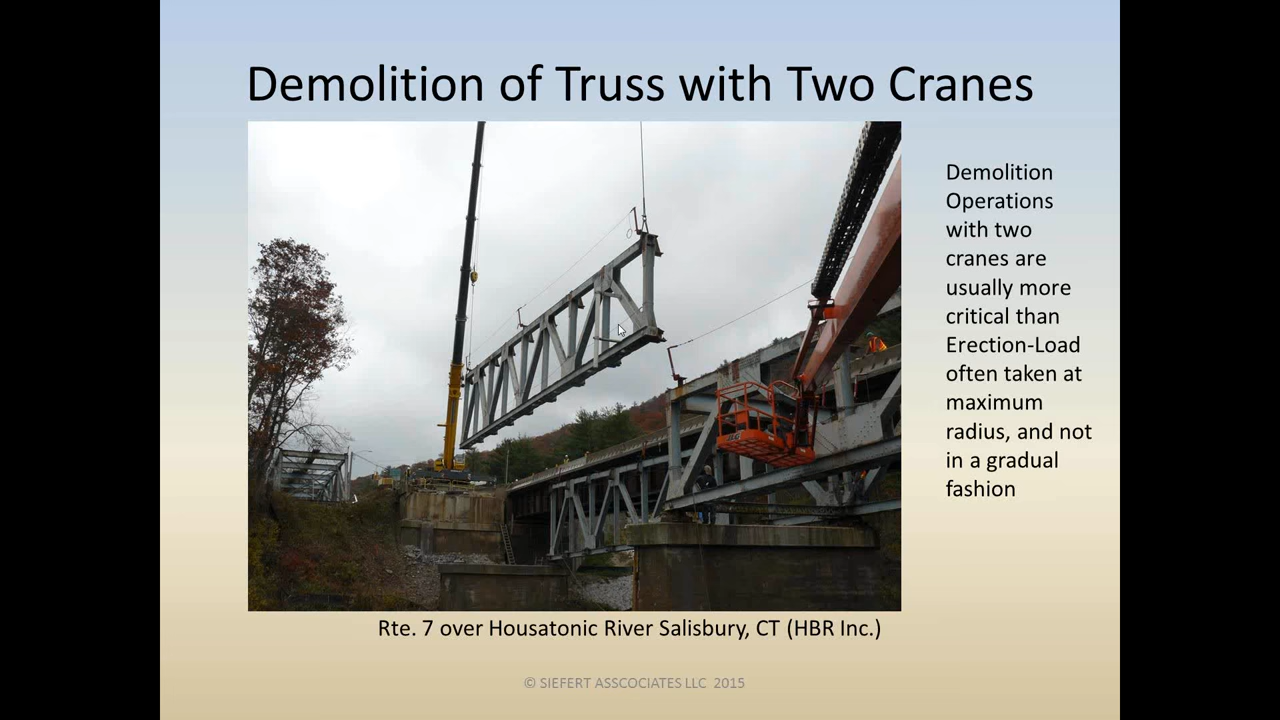 Demolition of Truss with Two Cranes
Demolition
Operations
with two
cranes are
usually more
critical than
Erection-Load
often taken at
maximum
radius, and not
in a gradual
fashion
JLG
Rte. 7 over Housatonic River Salisbury, CT (HBR Inc.)
© SIEFERT ASSCOCIATES LLC 2015